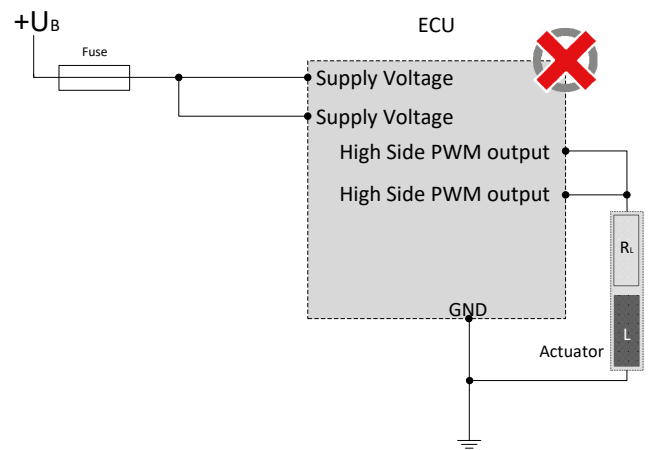 +UB
ECU
Fuse
Supply Voltage
Supply Voltage
High Side PWM output
High Side PWM output
RL
GND
L
Actuator